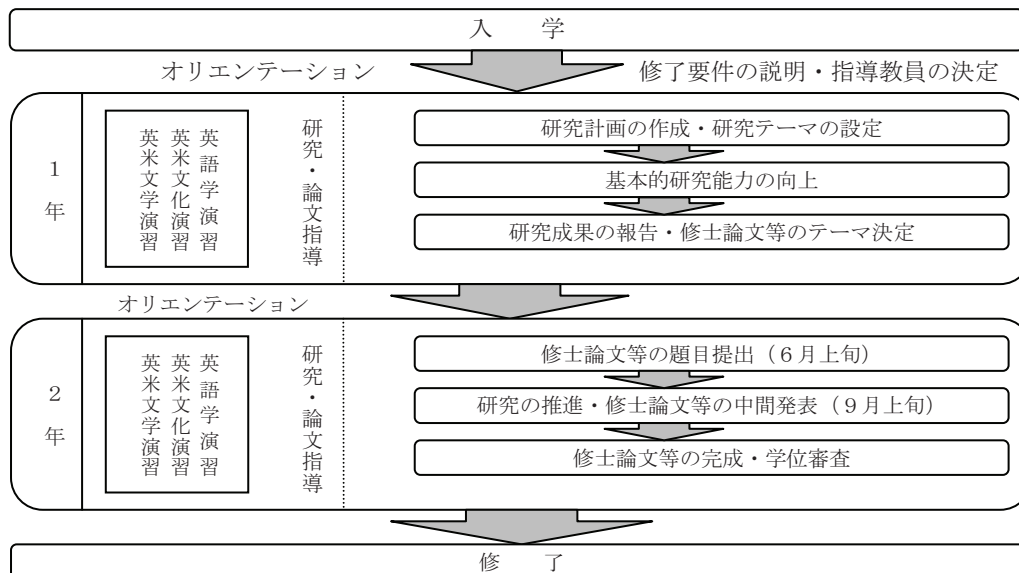 入　学
オリエンテーション
修了要件の説明・指導教員の決定
1年
英語学演習
英米文化演習
英米文学演習
研究・論文指導
研究計画の作成・研究テーマの設定
基本的研究能力の向上
研究成果の報告・修士論文等のテーマ決定
オリエンテーション
2年
英語学演習
英米文化演習
英米文学演習
研究・論文指導
修士論文等の題目提出（６月上旬）
研究の推進・修士論文等の中間発表（９月上旬）
修士論文等の完成・学位審査
修　了